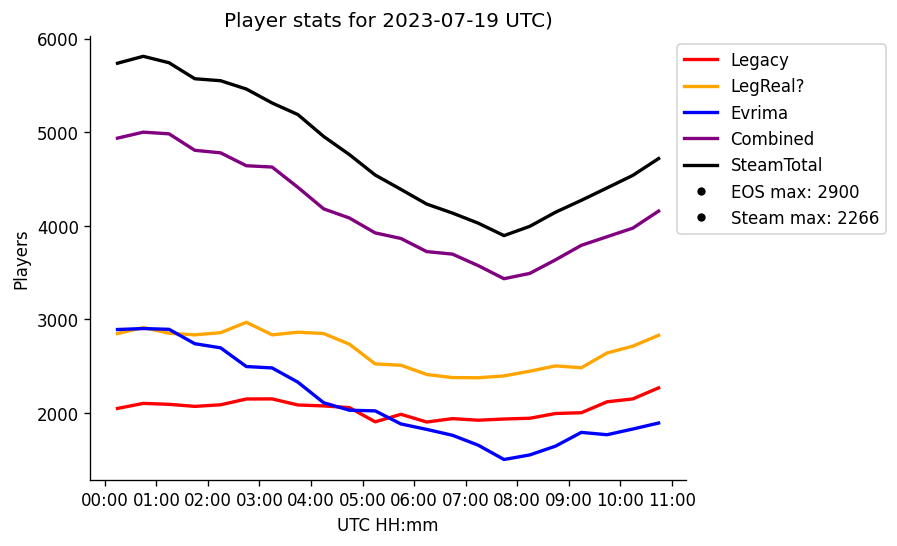 Player stats for 2023-07-19 UTC)
6000
5000
4000
3000
2000
Players
00:00 01:00 02:00 03:00 04:00 05:00 06:00 07:00 08:00 09:00 10:00 11:00
UTC HH:mm
Legacy
LegReal?
Evrima
Combined
SteamTotal
EOS max: 2900
Steam max: 2266